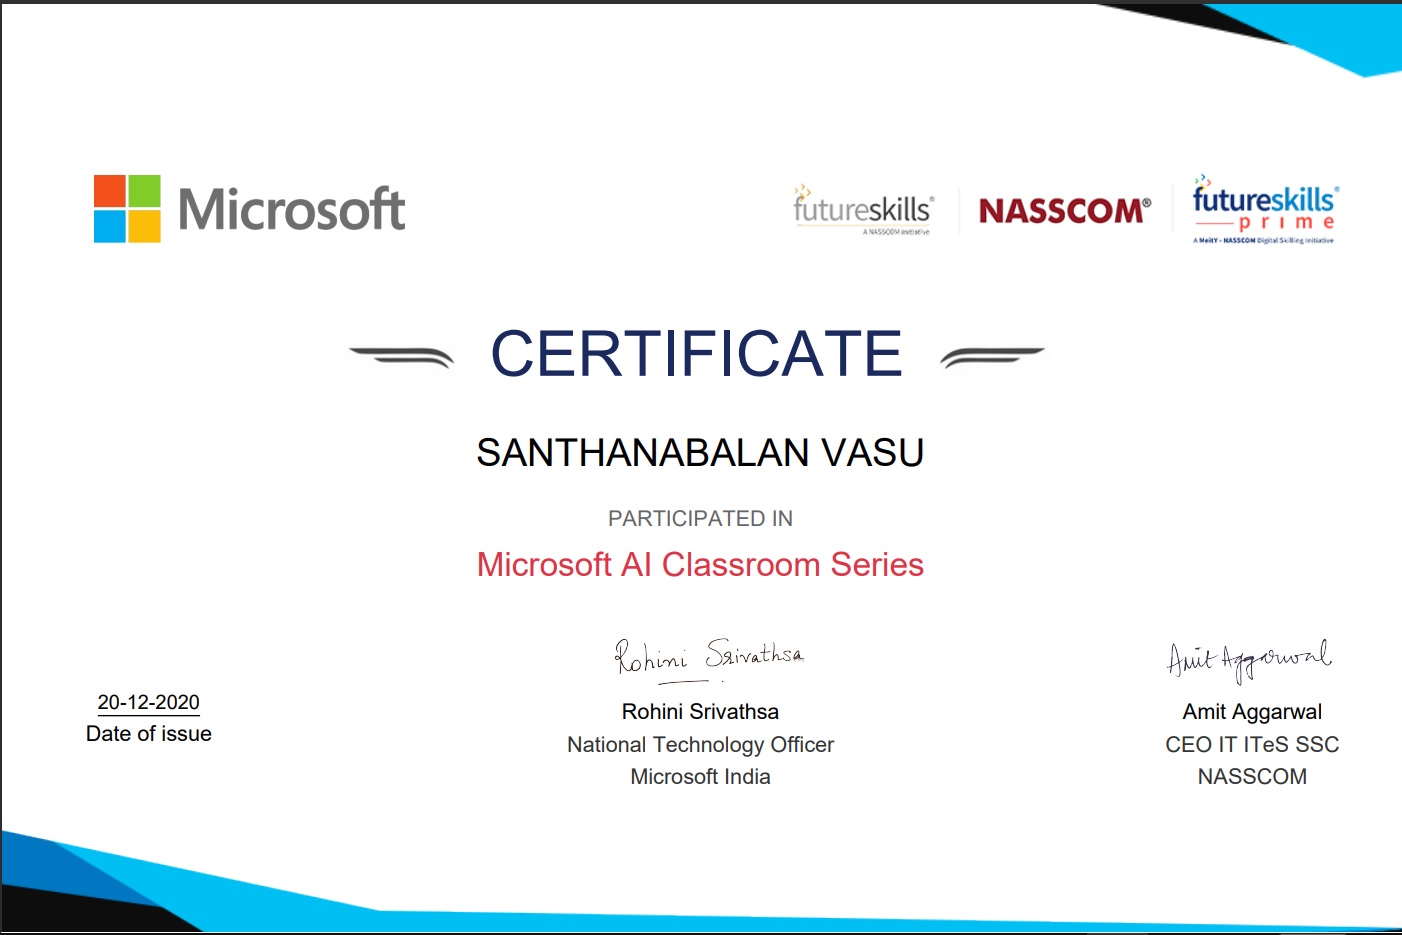 Microsoft
futureskills®
A NASSCOM Initiative
NASSCOM®
futureskills®
prime
A MeitY - NASSCOM Digital Skilling Initiative
CERTIFICATE
SANTHANABALAN VASU
PARTICIPATED IN
Microsoft AI Classroom Series
Rohini Srivathsa
Amit Aggarwal
20-12-2020
Date of issue
Rohini Srivathsa
National Technology Officer
Microsoft India
Amit Aggarwal
CEO IT ITeS SSC
NASSCOM